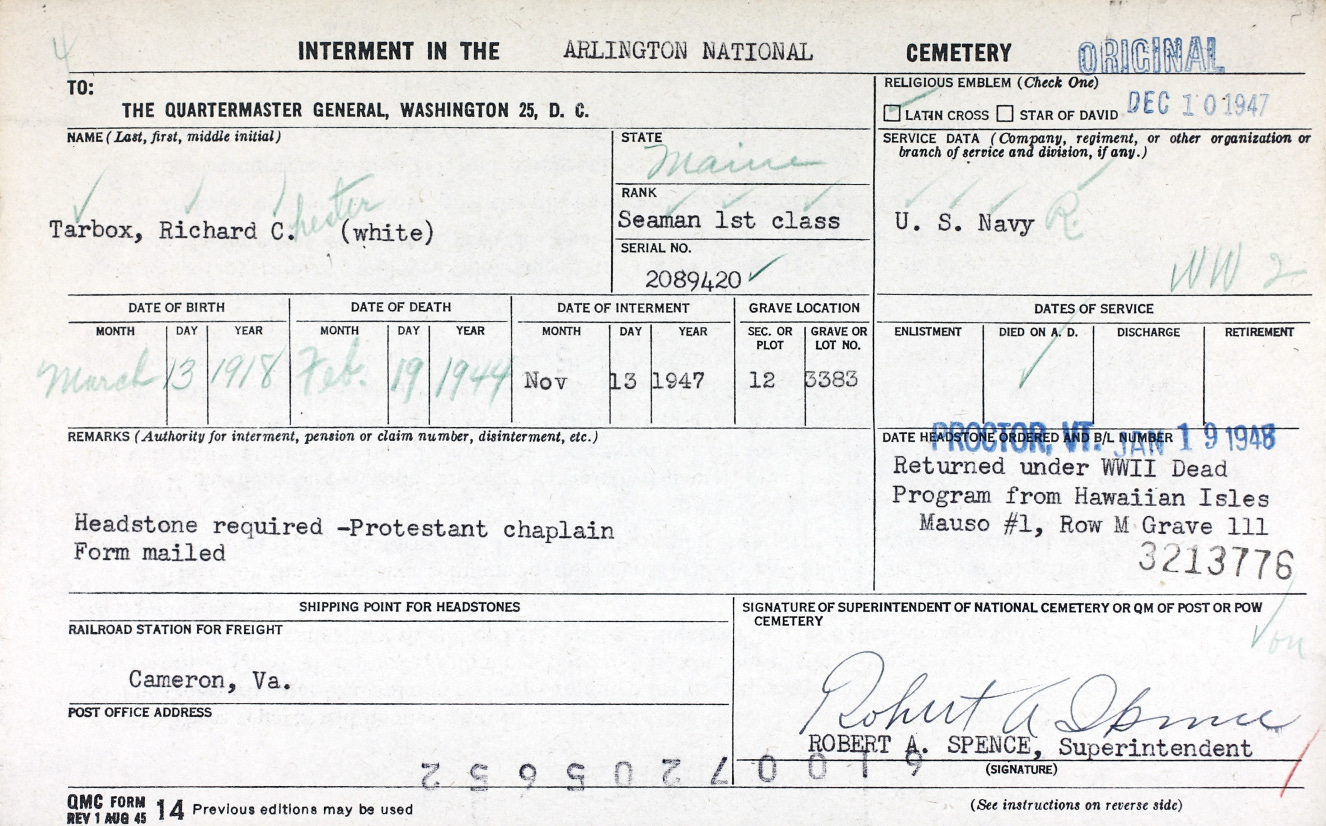 4
INTERMENT IN THE ARLINGTON NATIONAL CEMETERY ORIGINAL
TO:
THE QUARTERMASTER GENERAL, WASHINGTON 25, D. C.
RELIGIOUS EMBLEM (Check One)
LATIN CROSS STAR OF DAVID DEC 10 1947
NAME (Last, first, middle initial)
Tarbox, Richard C. hester (white)
STATE
Maine
RANK
Seaman 1st class
SERIAL NO.
2089420
SERVICE DATA (Company, regiment, or other organization or
branch of service and division, if any.)
U. S. Navy R.
WW 2
DATE OF BIRTH DATE OF DEATH DATE OF INTERMENT GRAVE LOCATION DATES OF SERVICE
MONTH DAY YEAR MONTH DAY YEAR MONTH DAY YEAR SEC. OR PLOT GRAVE OR LOT NO. ENLISTMENT DIED ON A. D. DISCHARGE RETIREMENT
March 13 1918 Feb. 19 1944 Nov 13 1947 12 3383
REMARKS (Authority for interment, pension or claim number, disinterment, etc.)
Headstone required -Protestant chaplain
Form mailed
DATE HEADSTONE ORDERED AND B/L NUMBER
PROCTOR, VT. JAN 19 1948
Returned under WWII Dead
Program from Hawaiian Isles
Mauso #1, Row M Grave 111
3213776
SHIPPING POINT FOR HEADSTONES
RAILROAD STATION FOR FREIGHT
Cameron, Va.
POST OFFICE ADDRESS
SIGNATURE OF SUPERINTENDENT OF NATIONAL CEMETERY OR QM OF POST OR POW
CEMETERY
Robert A Spence
ROBERT A. SPENCE, Superintendent
(SIGNATURE)
61007205652
QMC FORM
REV 1 AUG 45 14 Previous editions may be used
(See instructions on reverse side)